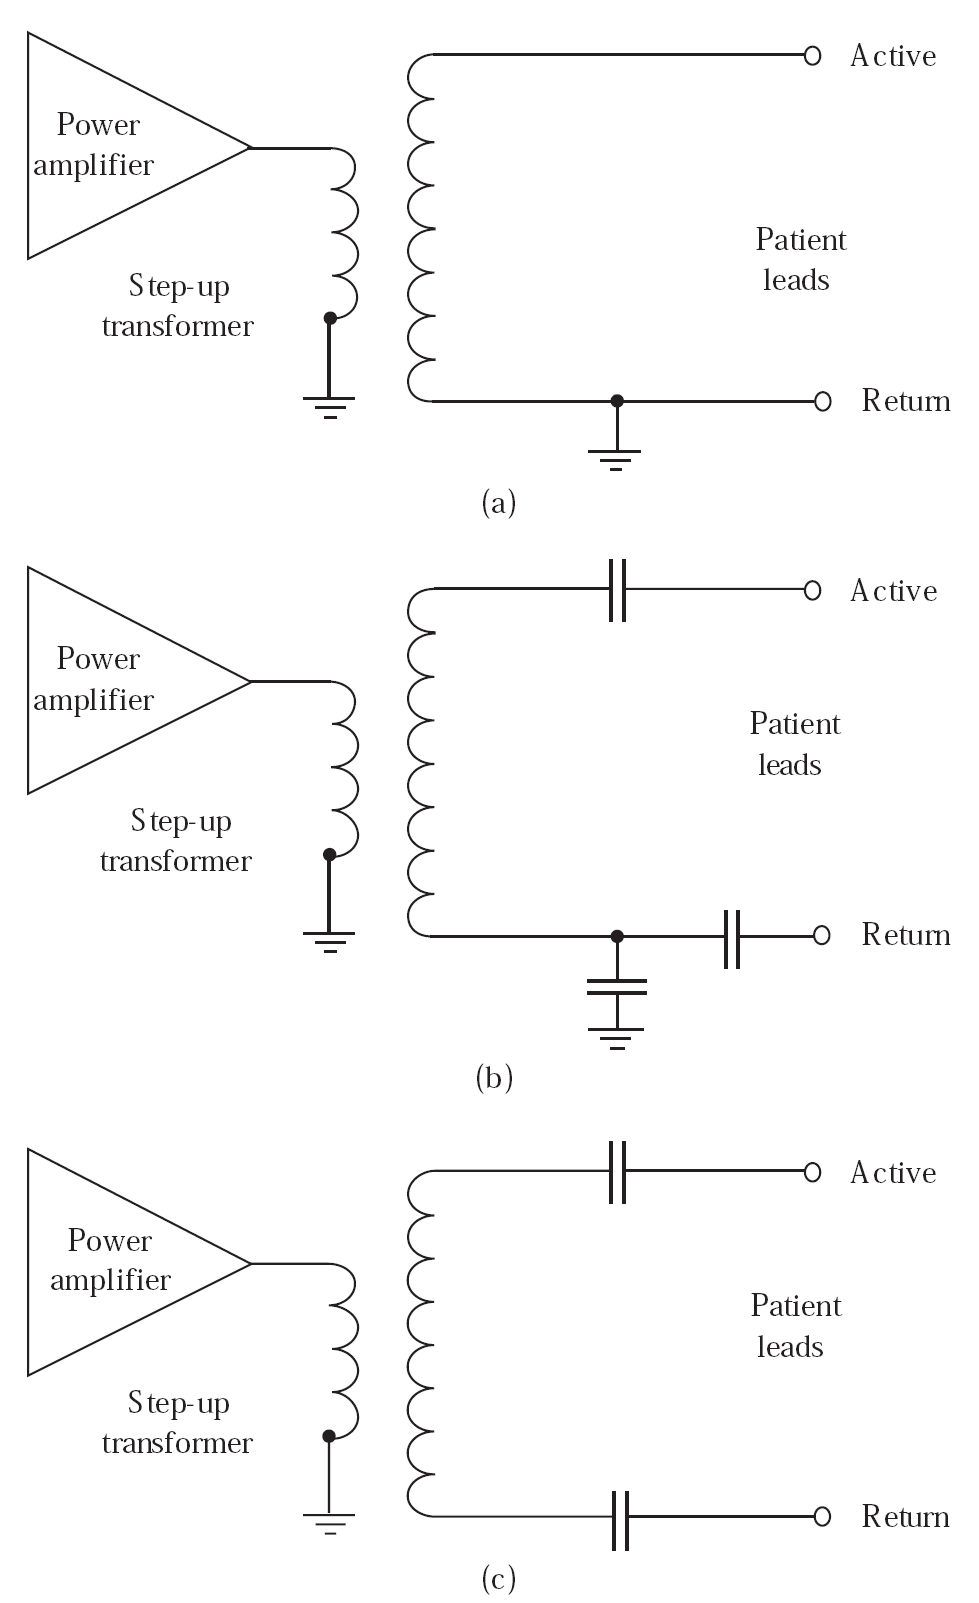 Active
Power
amplifier
Patient
leads
Step-up
transformer
Return
(a)
Active
Power
amplifier
Patient
leads
Step-up
transformer
Return
(b)
Active
Power
amplifier
Patient
leads
Step-up
transformer
Return
(c)